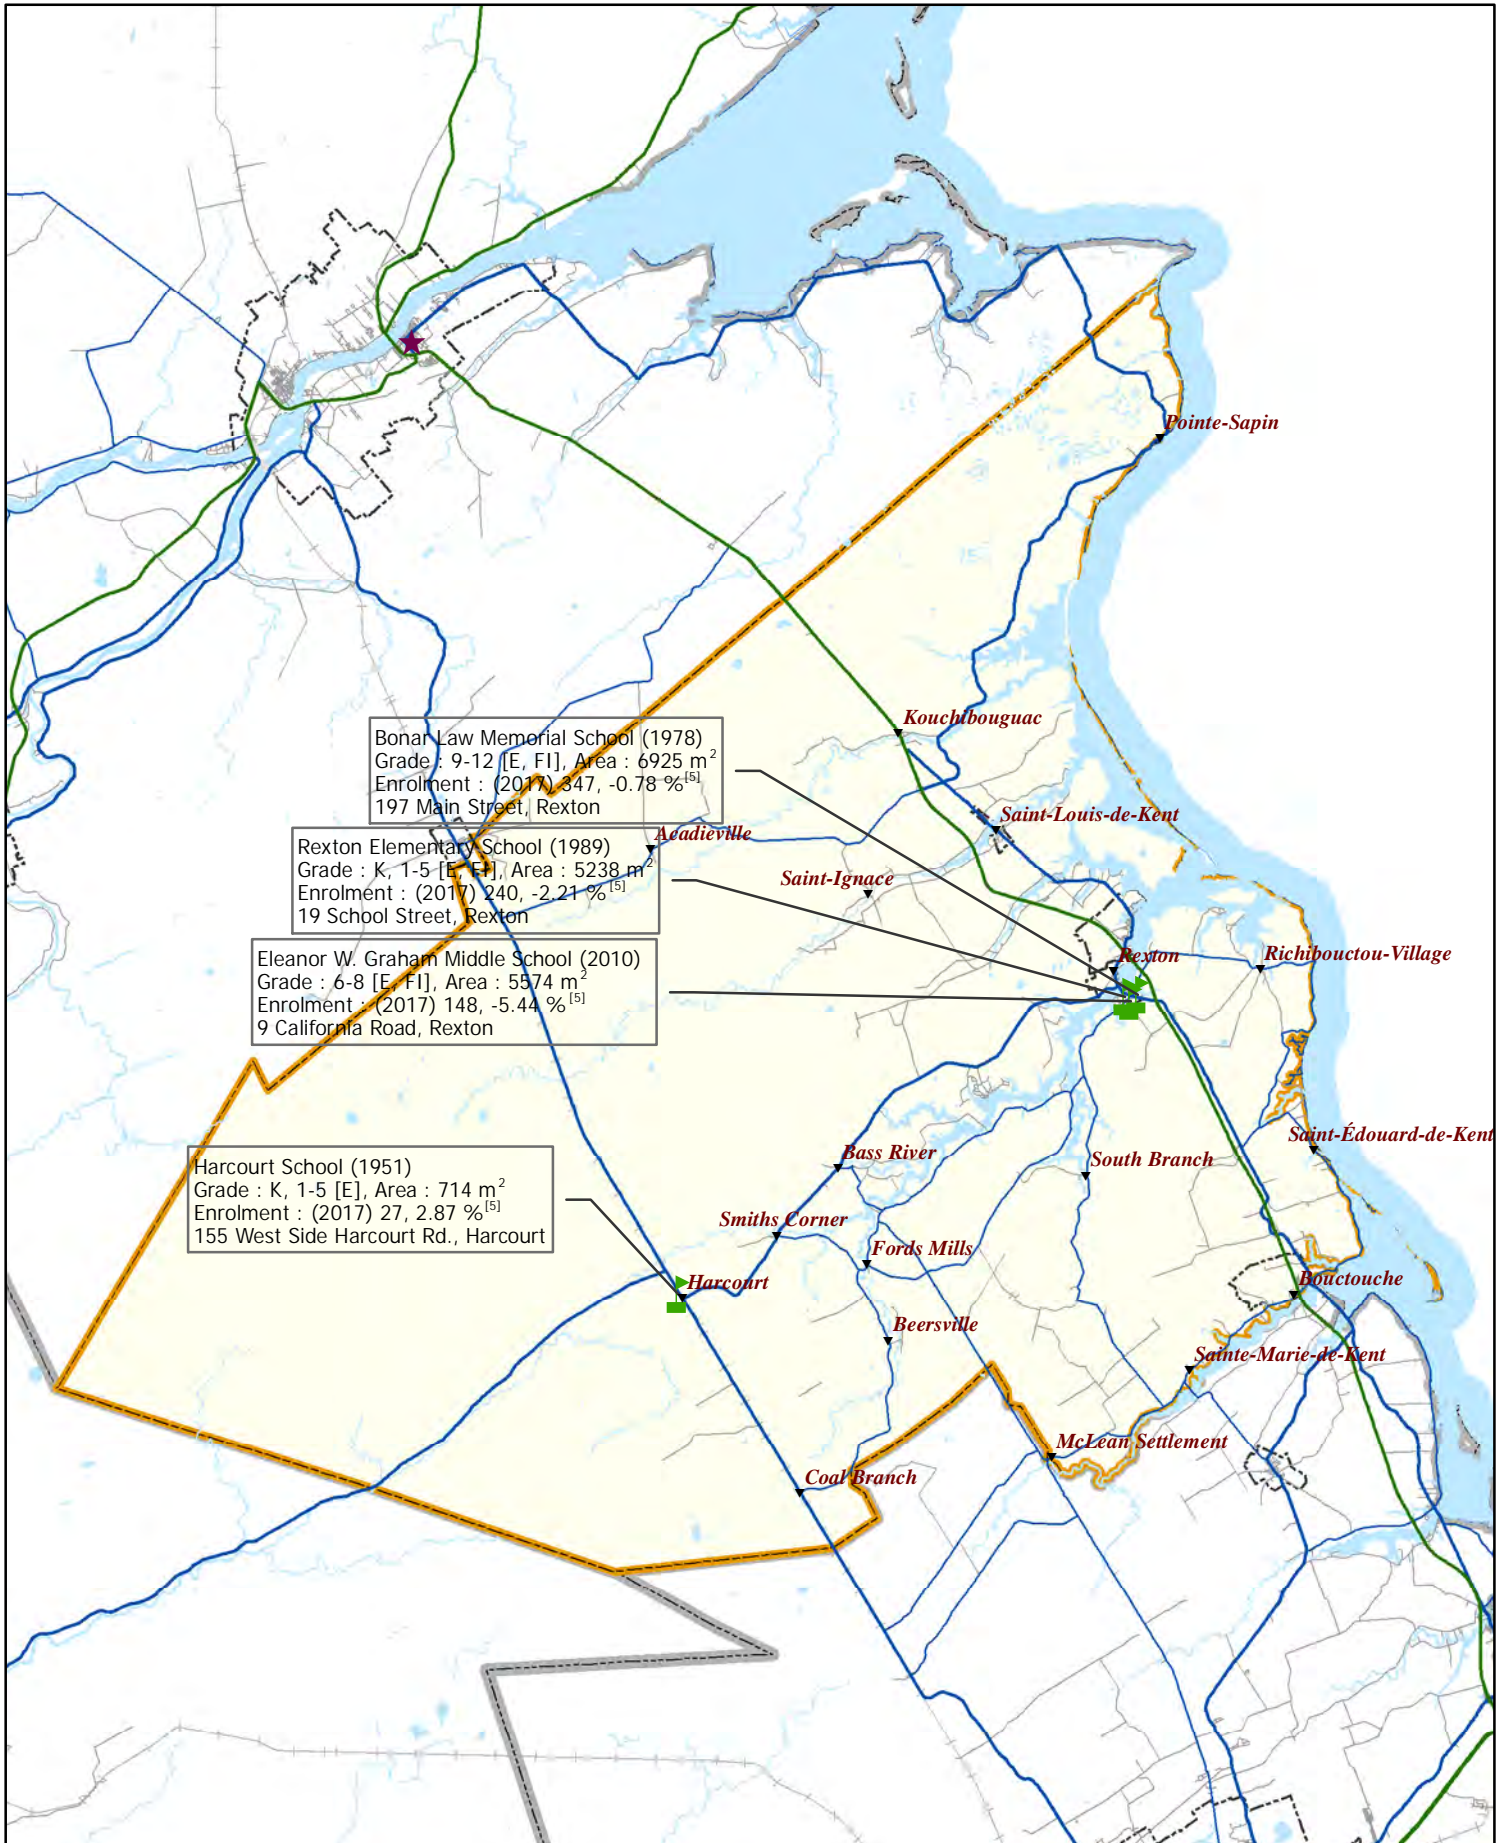 Pointe-Sapin
Kouchibouguac
Bonar Law Memorial School (1978)
Grade : 9-12 [E, FI], Area : 6925 m²
Enrolment : (2017) 347, -0.78 %[5]
197 Main Street, Rexton
Saint-Louis-de-Kent
Acadieville
Rexton Elementary School (1989)
Grade : K, 1-5 [E, FI], Area : 5238 m²
Enrolment : (2017) 240, -2.21 %[5]
19 School Street, Rexton
Saint-Ignace
Eleanor W. Graham Middle School (2010)
Grade : 6-8 [E, FI], Area : 5574 m²
Enrolment : (2017) 148, -5.44 %[5]
9 California Road, Rexton
Rexton
Richibouctou-Village
Saint-Édouard-de-Kent
Bass River
South Branch
Harcourt School (1951)
Grade : K, 1-5 [E], Area : 714 m²
Enrolment : (2017) 27, 2.87 %[5]
155 West Side Harcourt Rd., Harcourt
Smiths Corner
Fords Mills
Harcourt
Bouctouche
Beersville
Sainte-Marie-de-Kent
McLean Settlement
Coal Branch